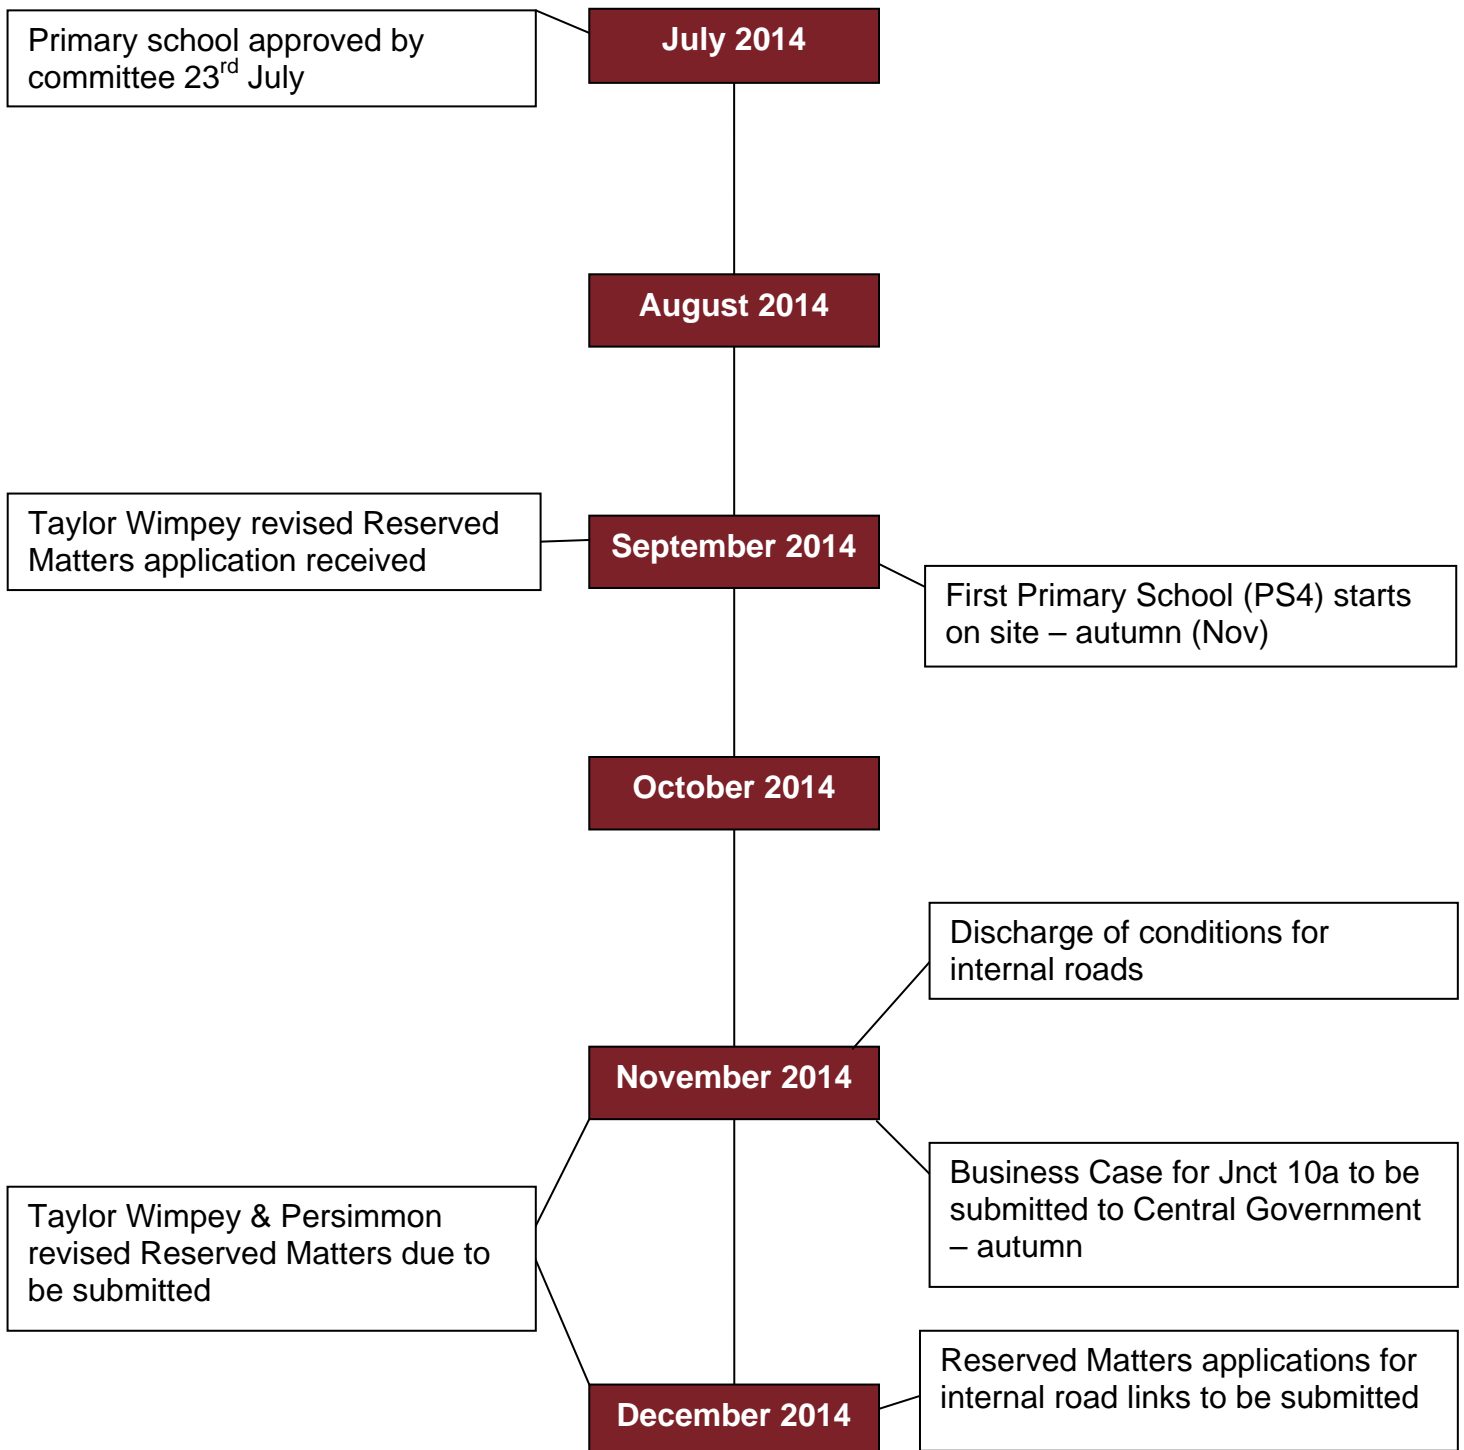 Primary school approved by
committee 23rd July
July 2014
August 2014
Taylor Wimpey revised Reserved
Matters application received
September 2014
First Primary School (PS4) starts
on site – autumn (Nov)
October 2014
Discharge of conditions for
internal roads
November 2014
Business Case for Jnct 10a to be
submitted to Central Government
– autumn
Taylor Wimpey & Persimmon
revised Reserved Matters due to
be submitted
Reserved Matters applications for
internal road links to be submitted
December 2014